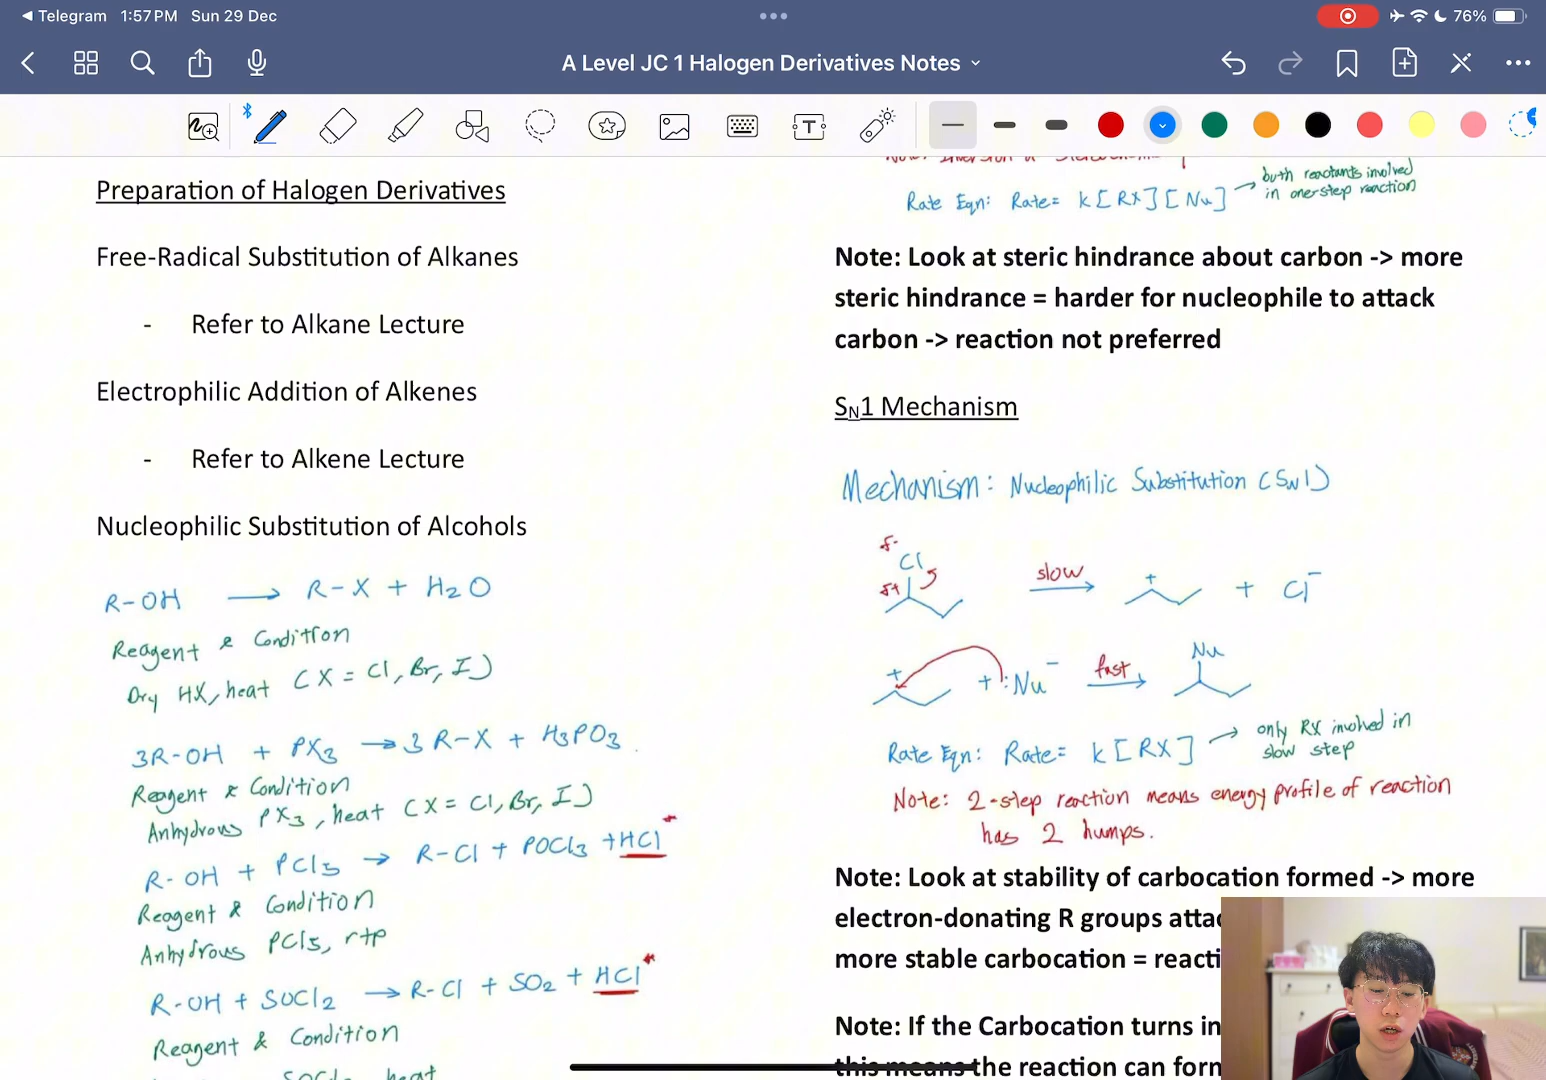 Telegram 1:57 PM Sun 29 Dec
76%
A Level JC 1 Halogen Derivatives Notes
T
Preparation of Halogen Derivatives
Free-Radical Substitution of Alkanes
- Refer to Alkane Lecture
Electrophilic Addition of Alkenes
- Refer to Alkene Lecture
Nucleophilic Substitution of Alcohols
R-OH → R-X + H₂O
Reagent & Condition
Dry HX, heat (X = Cl, Br, I)
3R-OH + PX₃ → 3R-X + H₃PO₃
Reagent & Condition
Anhydrous PX₃, heat (X = Cl, Br, I)
R-OH + PCl₅ → R-Cl + POCl₃ + HCl*
Reagent & Condition
Anhydrous PCl₅, rtp
R-OH + SOCl₂ → R-Cl + SO₂ + HCl*
Reagent & Condition
SOCl₂, heat
Rate Eqn: Rate = k[RX][Nu] → both reactants involved
in one-step reaction
Note: Look at steric hindrance about carbon -> more
steric hindrance = harder for nucleophile to attack
carbon -> reaction not preferred
Sₙ1 Mechanism
Mechanism: Nucleophilic Substitution (SN1)
δ-
Cl
δ+
slow
+
+ Cl⁻
+
+ :Nu⁻
fast
Nu
Rate Eqn: Rate = k[RX] → only RX involved in
slow step
Note: 2-step reaction means energy profile of reaction
has 2 humps.
Note: Look at stability of carbocation formed -> more
electron-donating R groups
more stable carbocation =
Note: If the Carbocation turns
this means the reaction can